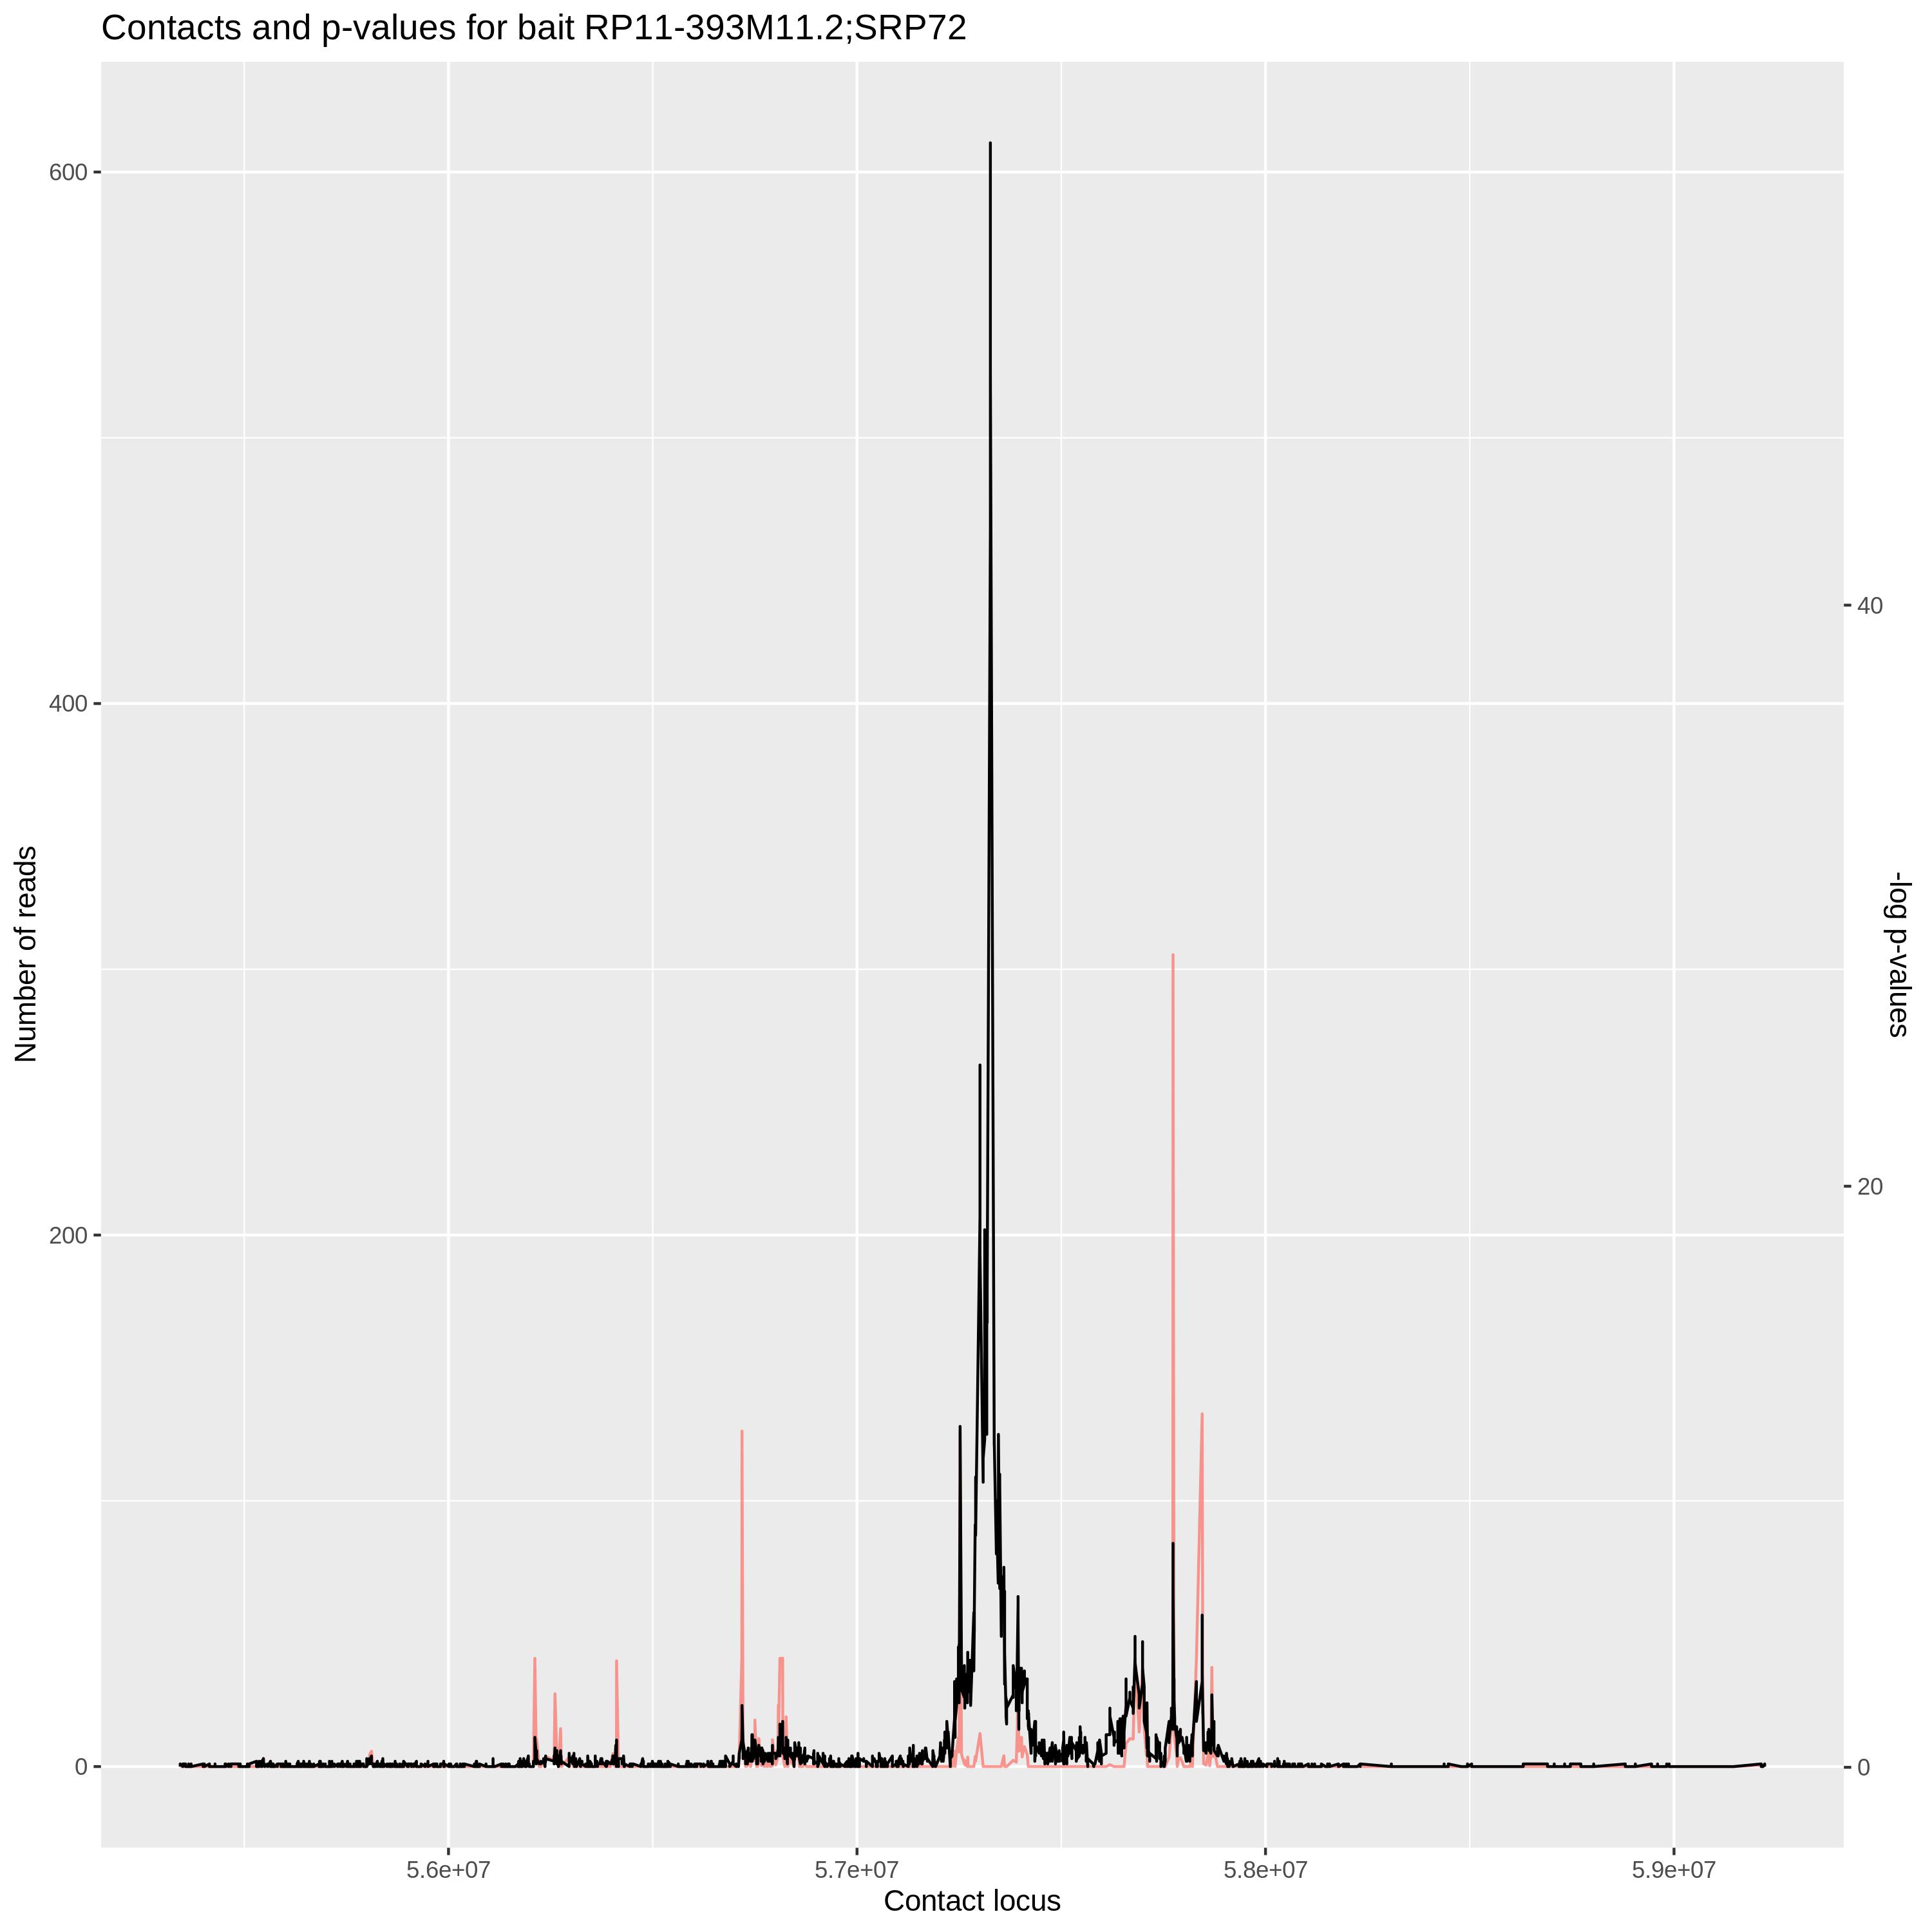 Contacts and p-values for bait RP11-393M11.2;SRP72
600
400
200
0
Number of reads
40
20
0
-log p-values
5.6e+07
5.7e+07
5.8e+07
5.9e+07
Contact locus